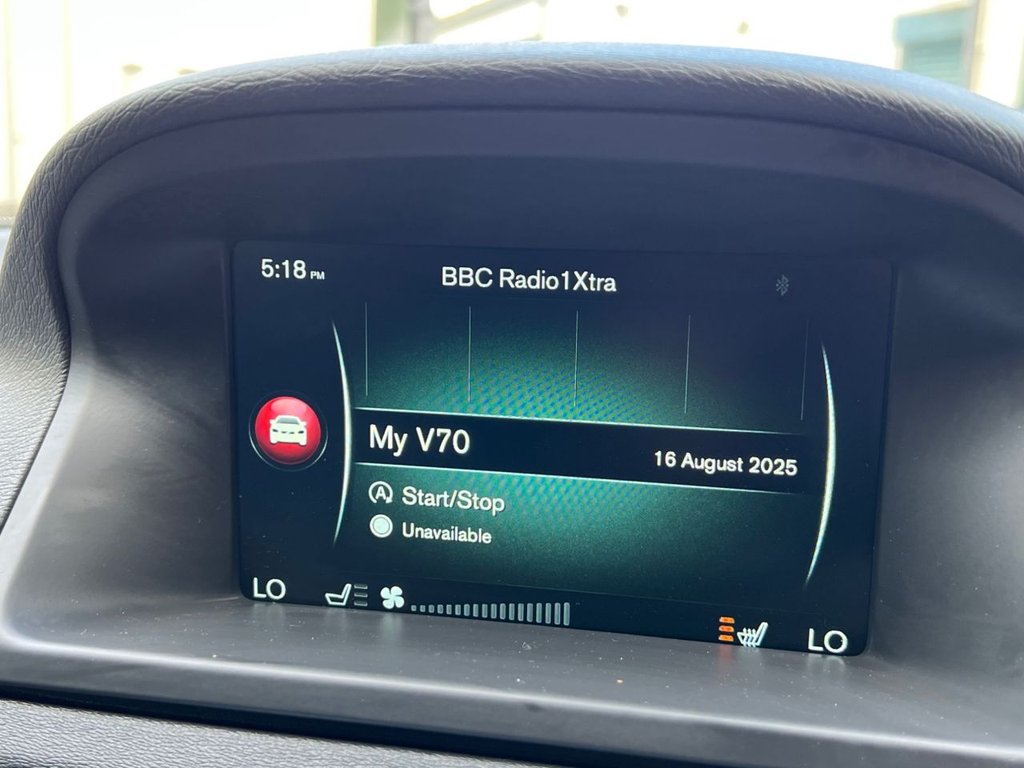 5:18 PM
BBC Radio1Xtra
My V70
16 August 2025
Start/Stop
Unavailable
LO
LO